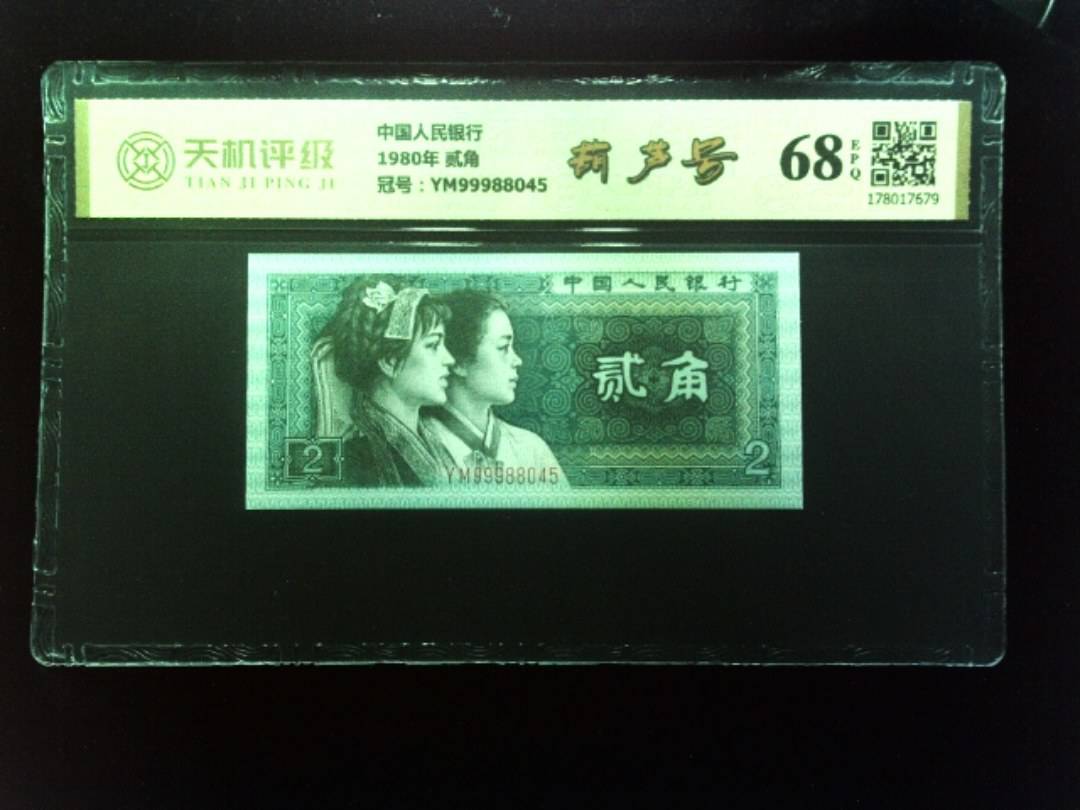 天机评级
TIAN JI PING JI
中国人民银行
1980年 贰角
冠号：YM99988045
葫芦号
68
EPQ
178017679
中国人民银行
贰角
2
YM99988045
2